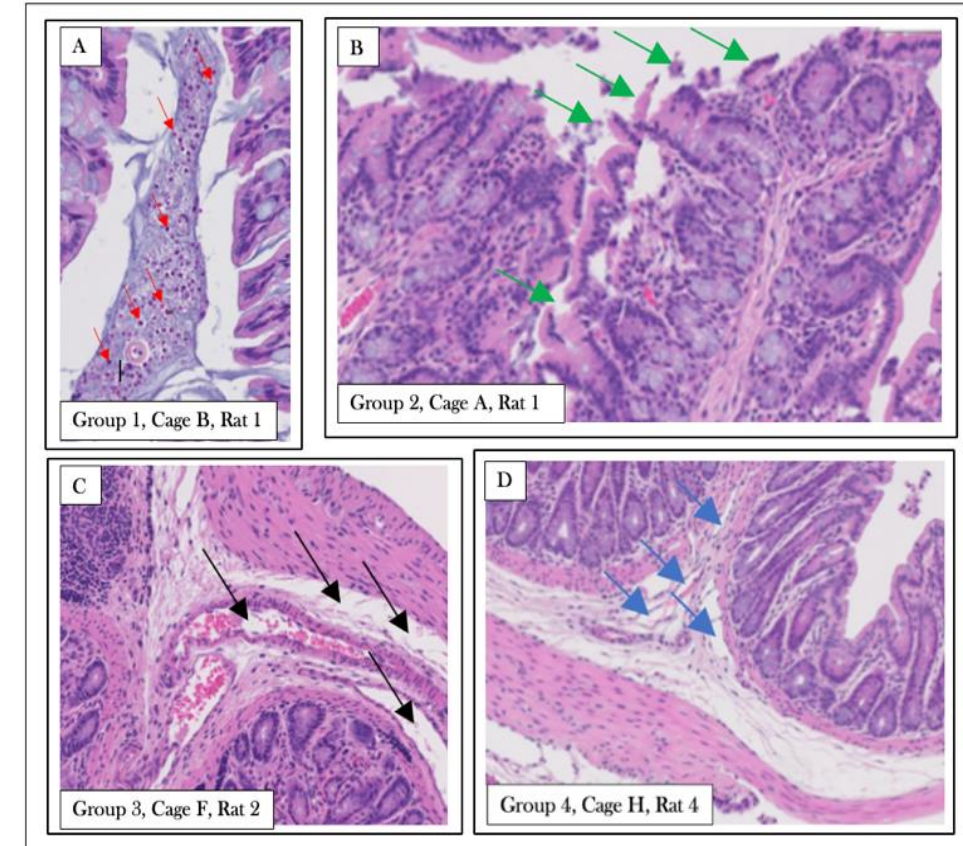 A
Group 1, Cage B, Rat 1
B
Group 2, Cage A, Rat 1
C
Group 3, Cage F, Rat 2
D
Group 4, Cage H, Rat 4